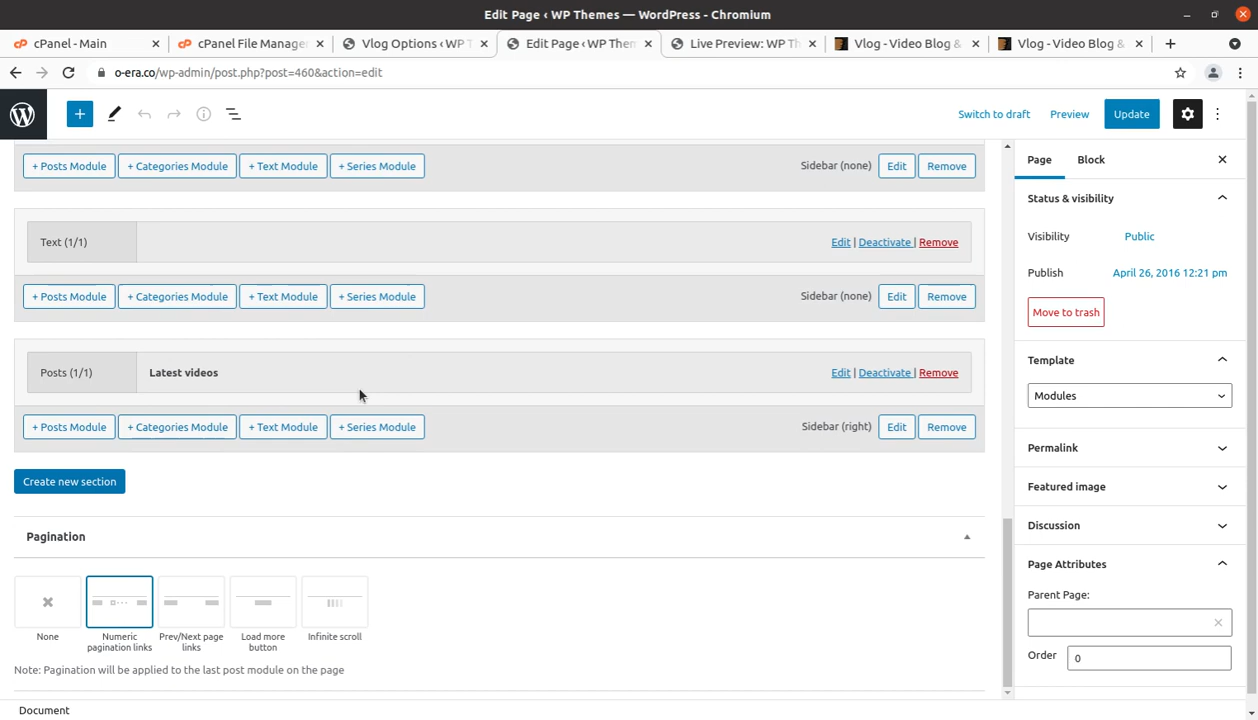 Edit Page ‹ WP Themes — WordPress - Chromium
cPanel - Main
cPanel File Manage
Vlog Options ‹ WP T
Edit Page ‹ WP Them
Live Preview: WP Th
Vlog - Video Blog &
Vlog - Video Blog &
o-era.co/wp-admin/post.php?post=460&action=edit
Switch to draft
Preview
Update
+ Posts Module
+ Categories Module
+ Text Module
+ Series Module
Sidebar (none)
Edit
Remove
Text (1/1)
Edit | Deactivate | Remove
+ Posts Module
+ Categories Module
+ Text Module
+ Series Module
Sidebar (none)
Edit
Remove
Posts (1/1)
Latest videos
Edit | Deactivate | Remove
+ Posts Module
+ Categories Module
+ Text Module
+ Series Module
Sidebar (right)
Edit
Remove
Create new section
Pagination
None
Numeric
pagination links
Prev/Next page
links
Load more
button
Infinite scroll
Note: Pagination will be applied to the last post module on the page
Document
Page
Block
Status & visibility
Visibility
Public
Publish
April 26, 2016 12:21 pm
Move to trash
Template
Modules
Permalink
Featured image
Discussion
Page Attributes
Parent Page:
Order
0